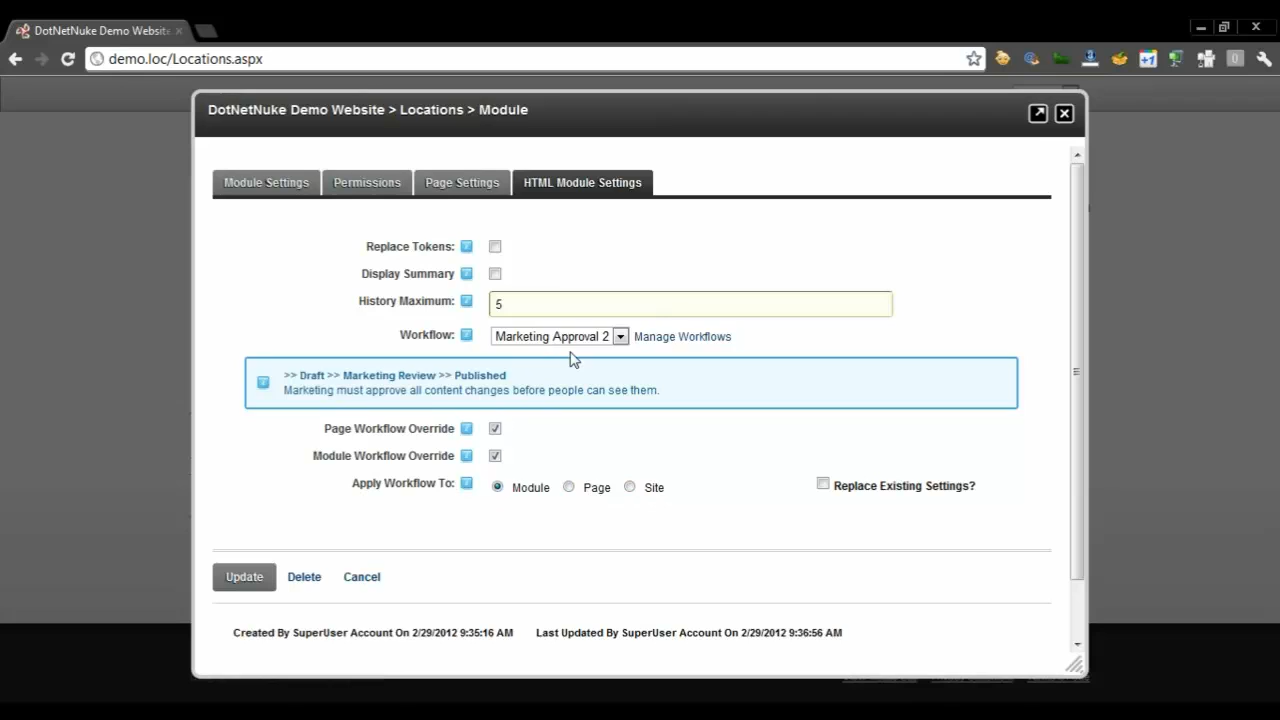 DotNetNuke Demo Website
demo.loc/Locations.aspx
DotNetNuke Demo Website > Locations > Module
Module Settings Permissions Page Settings HTML Module Settings
Replace Tokens:
Display Summary
History Maximum: 5
Workflow: Marketing Approval 2 Manage Workflows
>> Draft >> Marketing Review >> Published
Marketing must approve all content changes before people can see them.
Page Workflow Override
Module Workflow Override
Apply Workflow To: Module Page Site Replace Existing Settings?
Update Delete Cancel
Created By SuperUser Account On 2/29/2012 9:35:16 AM Last Updated By SuperUser Account On 2/29/2012 9:36:56 AM